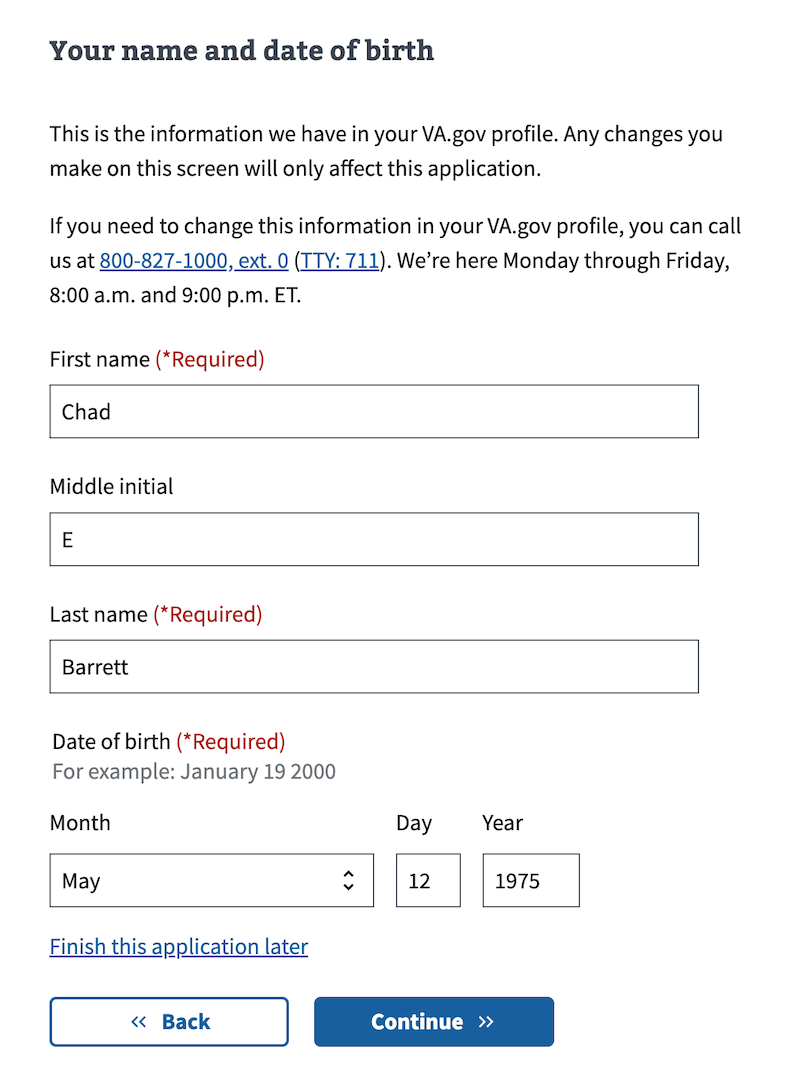 Your name and date of birth
This is the information we have in your VA.gov profile. Any changes you
make on this screen will only affect this application.
If you need to change this information in your VA.gov profile, you can call
us at 800-827-1000, ext. 0 (TTY: 711). We’re here Monday through Friday,
8:00 a.m. and 9:00 p.m. ET.
First name (*Required)
Chad
Middle initial
E
Last name (*Required)
Barrett
Date of birth (*Required)
For example: January 19 2000
Month Day Year
May 12 1975
Finish this application later
« Back Continue »